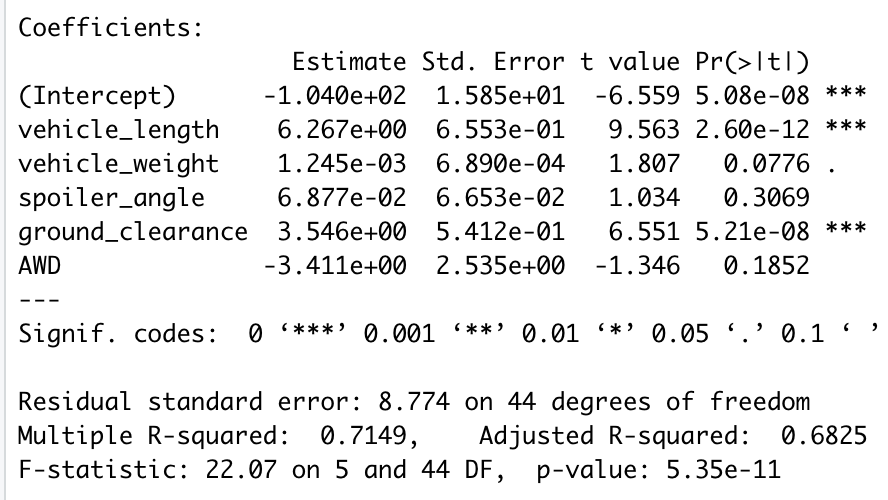 Coefficients:
Estimate Std. Error t value Pr(>|t|)
(Intercept) -1.040e+02 1.585e+01 -6.559 5.08e-08 ***
vehicle_length 6.267e+00 6.553e-01 9.563 2.60e-12 ***
vehicle_weight 1.245e-03 6.890e-04 1.807 0.0776 .
spoiler_angle 6.877e-02 6.653e-02 1.034 0.3069
ground_clearance 3.546e+00 5.412e-01 6.551 5.21e-08 ***
AWD -3.411e+00 2.535e+00 -1.346 0.1852
---
Signif. codes: 0 ‘***’ 0.001 ‘**’ 0.01 ‘*’ 0.05 ‘.’ 0.1 ‘ ’
Residual standard error: 8.774 on 44 degrees of freedom
Multiple R-squared: 0.7149, Adjusted R-squared: 0.6825
F-statistic: 22.07 on 5 and 44 DF, p-value: 5.35e-11